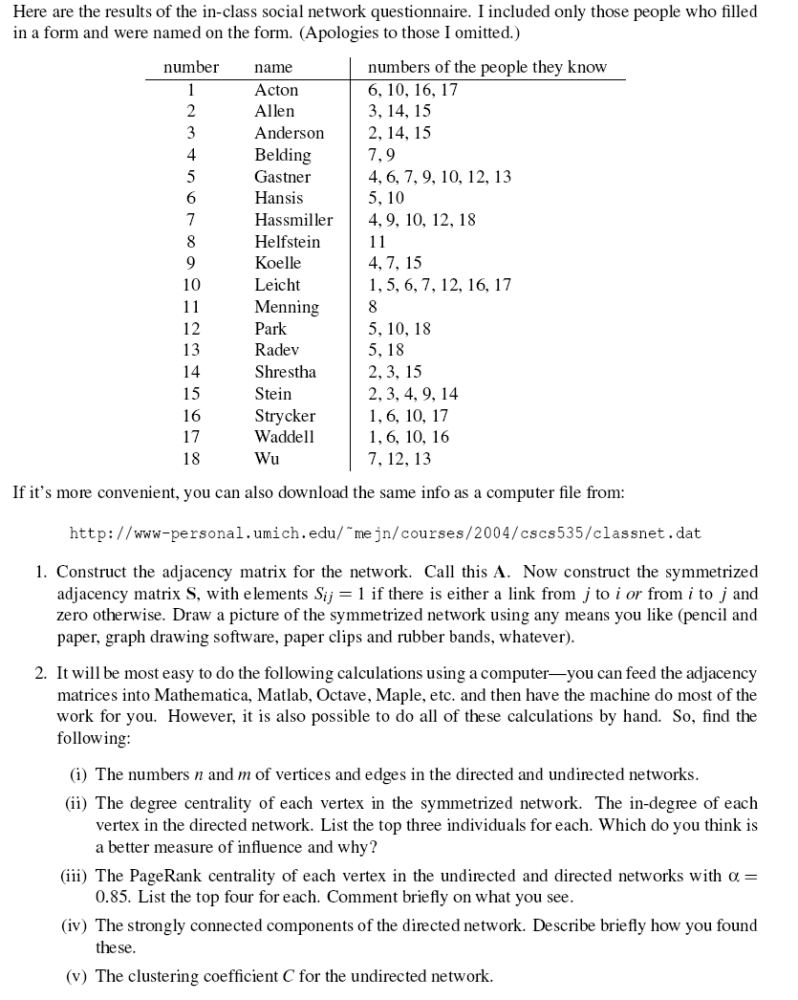 Here are the results of the in-class social network questionnaire. I included only those people who filled
in a form and were named on the form. (Apologies to those I omitted.)
number name numbers of the people they know
1 Acton 6, 10, 16, 17
2 Allen 3, 14, 15
3 Anderson 2, 14, 15
4 Belding 7, 9
5 Gastner 4, 6, 7, 9, 10, 12, 13
6 Hansis 5, 10
7 Hassmiller 4, 9, 10, 12, 18
8 Helfstein 11
9 Koelle 4, 7, 15
10 Leicht 1, 5, 6, 7, 12, 16, 17
11 Menning 8
12 Park 5, 10, 18
13 Radev 5, 18
14 Shrestha 2, 3, 15
15 Stein 2, 3, 4, 9, 14
16 Strycker 1, 6, 10, 17
17 Waddell 1, 6, 10, 16
18 Wu 7, 12, 13
If it's more convenient, you can also download the same info as a computer file from:
http://www-personal.umich.edu/~mejn/courses/2004/cscs535/classnet.dat
1. Construct the adjacency matrix for the network. Call this A. Now construct the symmetrized
adjacency matrix S, with elements Sij = 1 if there is either a link from j to i or from i to j and
zero otherwise. Draw a picture of the symmetrized network using any means you like (pencil and
paper, graph drawing software, paper clips and rubber bands, whatever).
2. It will be most easy to do the following calculations using a computer—you can feed the adjacency
matrices into Mathematica, Matlab, Octave, Maple, etc. and then have the machine do most of the
work for you. However, it is also possible to do all of these calculations by hand. So, find the
following:
(i) The numbers n and m of vertices and edges in the directed and undirected networks.
(ii) The degree centrality of each vertex in the symmetrized network. The in-degree of each
vertex in the directed network. List the top three individuals for each. Which do you think is
a better measure of influence and why?
(iii) The PageRank centrality of each vertex in the undirected and directed networks with α =
0.85. List the top four for each. Comment briefly on what you see.
(iv) The strongly connected components of the directed network. Describe briefly how you found
these.
(v) The clustering coefficient C for the undirected network.